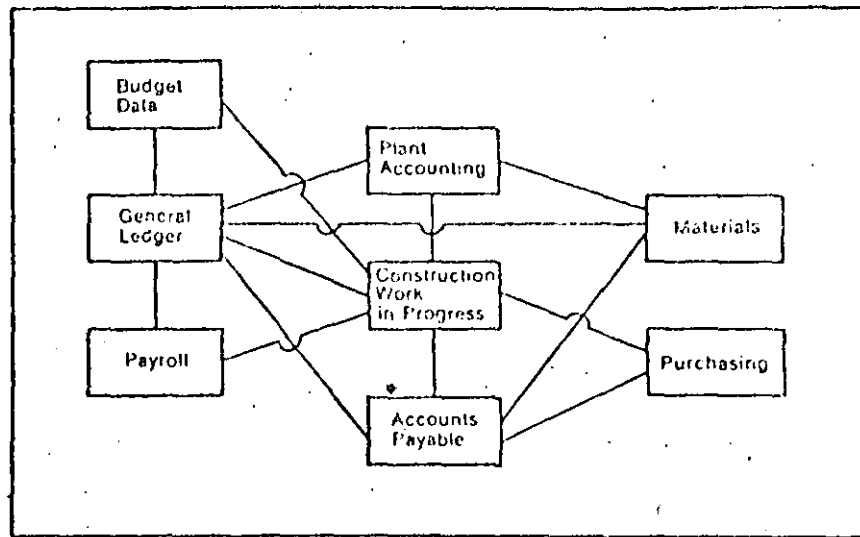 Budget
Data
Plant
Accounting
General
Ledger
Materials
Construction
Work
in Progress
Payroll
Purchasing
Accounts
Payable